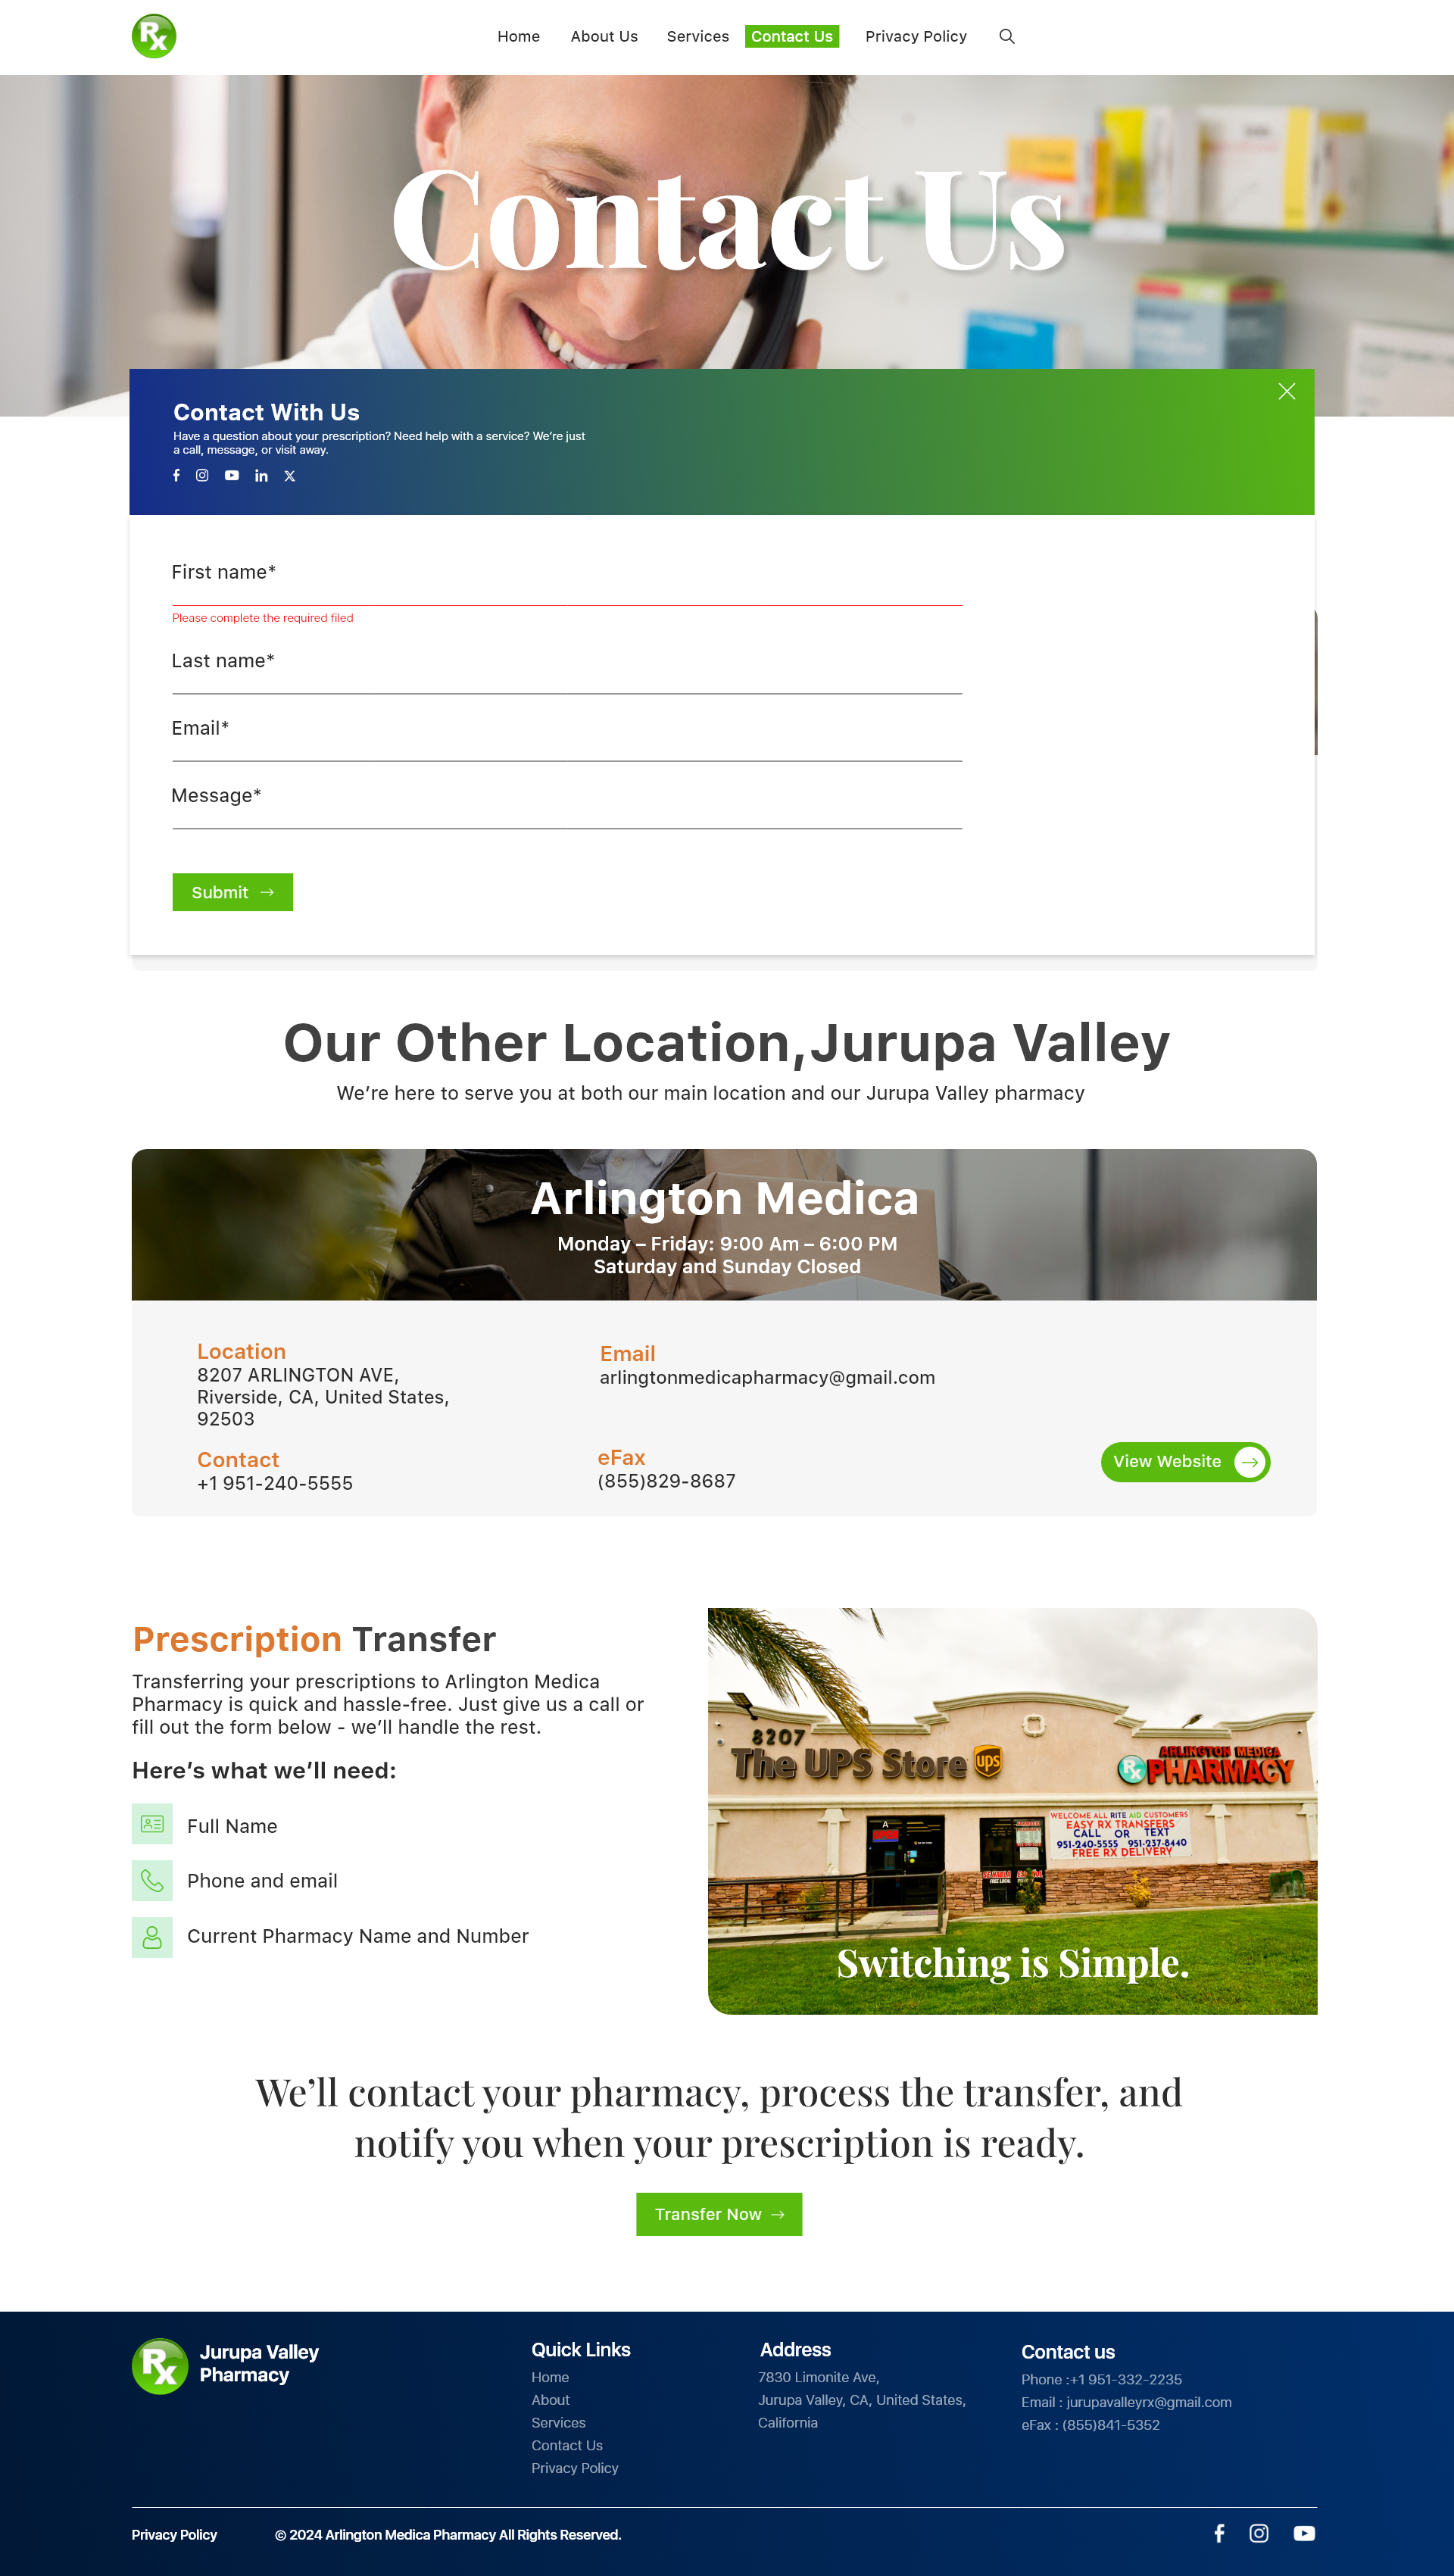 Rx
Home About Us Services Contact Us Privacy Policy
Contact Us
Contact With Us
Have a question about your prescription? Need help with a service? We’re just
a call, message, or visit away.
First name*
Please complete the required filed
Last name*
Email*
Message*
Submit
Our Other Location,Jurupa Valley
We’re here to serve you at both our main location and our Jurupa Valley pharmacy
Arlington Medica
Monday – Friday: 9:00 Am – 6:00 PM
Saturday and Sunday Closed
Location
8207 ARLINGTON AVE,
Riverside, CA, United States,
92503
Email
arlingtonmedicapharmacy@gmail.com
Contact
+1 951-240-5555
eFax
(855)829-8687
View Website
Prescription Transfer
Transferring your prescriptions to Arlington Medica
Pharmacy is quick and hassle-free. Just give us a call or
fill out the form below - we’ll handle the rest.
Here’s what we’ll need:
Full Name
Phone and email
Current Pharmacy Name and Number
8207
The UPS Store
ups
ARLINGTON MEDICA
Rx PHARMACY
WELCOME ALL RITE AID CUSTOMERS
EASY RX TRANSFERS
CALL OR TEXT
951-240-5555 951-237-8440
FREE RX DELIVERY
A
Switching is Simple.
We’ll contact your pharmacy, process the transfer, and
notify you when your prescription is ready.
Transfer Now
Rx
Jurupa Valley
Pharmacy
Quick Links
Home
About
Services
Contact Us
Privacy Policy
Address
7830 Limonite Ave,
Jurupa Valley, CA, United States,
California
Contact us
Phone :+1 951-332-2235
Email : jurupavalleyrx@gmail.com
eFax : (855)841-5352
Privacy Policy
© 2024 Arlington Medica Pharmacy All Rights Reserved.